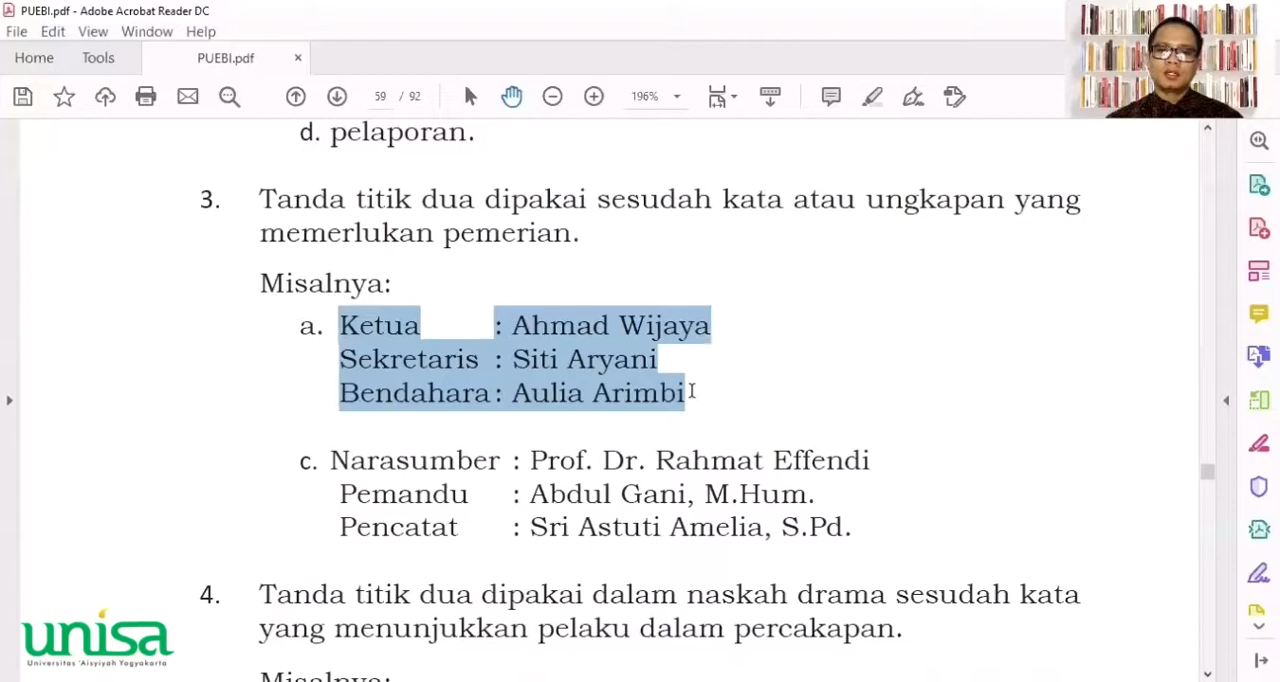 PUEBI.pdf - Adobe Acrobat Reader DC
File Edit View Window Help
Home Tools PUEBI.pdf ×
59 / 92 196%
d. pelaporan.
3. Tanda titik dua dipakai sesudah kata atau ungkapan yang
memerlukan pemerian.
Misalnya:
a. Ketua : Ahmad Wijaya
Sekretaris : Siti Aryani
Bendahara : Aulia Arimbi
c. Narasumber : Prof. Dr. Rahmat Effendi
Pemandu : Abdul Gani, M.Hum.
Pencatat : Sri Astuti Amelia, S.Pd.
4. Tanda titik dua dipakai dalam naskah drama sesudah kata
yang menunjukkan pelaku dalam percakapan.
Misalnya:
unisa
Universitas 'Aisyiyah Yogyakarta